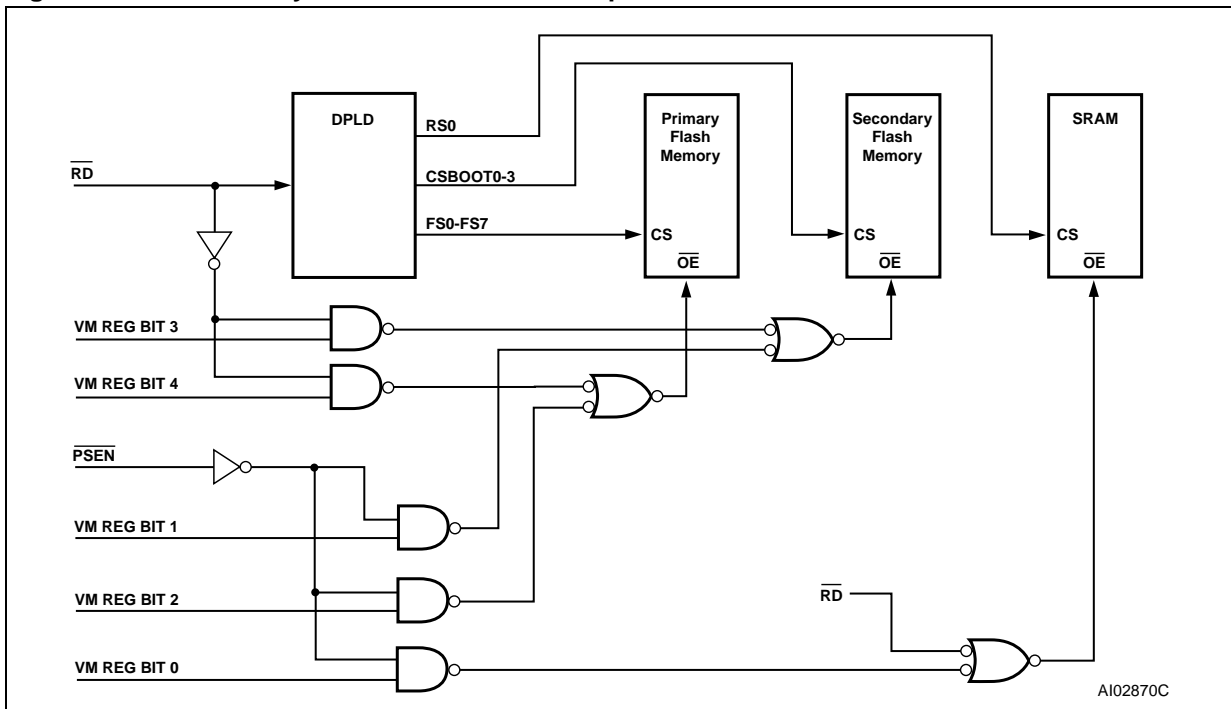 DPLD
RS0
CSBOOT0-3
FS0-FS7
Primary
Flash
Memory
CS
OE
Secondary
Flash
Memory
CS
OE
SRAM
CS
OE
RD
VM REG BIT 3
VM REG BIT 4
PSEN
VM REG BIT 1
VM REG BIT 2
VM REG BIT 0
RD
AI02870C